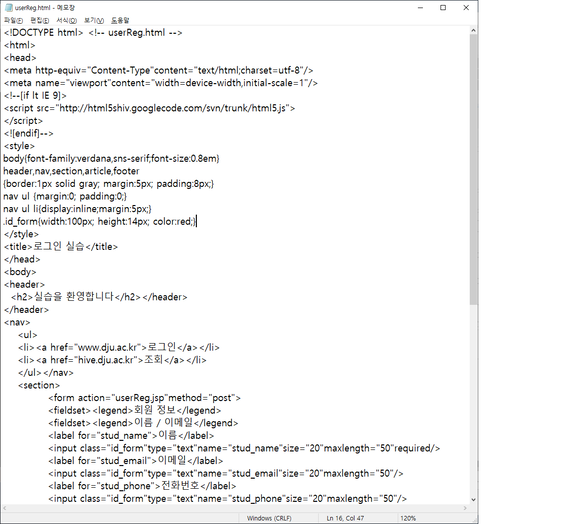 userReg.html - 메모장
파일(F) 편집(E) 서식(O) 보기(V) 도움말
<!DOCTYPE html> <!-- userReg.html -->
<html>
<head>
<meta http-equiv="Content-Type"content="text/html;charset=utf-8"/>
<meta name="viewport"content="width=device-width,initial-scale=1"/>
<!--[if lt IE 9]>
<script src="http://html5shiv.googlecode.com/svn/trunk/html5.js">
</script>
<![endif]-->
<style>
body{font-family:verdana,sns-serif;font-size:0.8em}
header,nav,section,article,footer
{border:1px solid gray; margin:5px; padding:8px;}
nav ul {margin:0; padding:0;}
nav ul li{display:inline;margin:5px;}
.id_form{width:100px; height:14px; color:red;}
</style>
<title>로그인 실습</title>
</head>
<body>
<header>
<h2>실습을 환영합니다</h2></header>
</header>
<nav>
<ul>
<li><a href="www.dju.ac.kr">로그인</a></li>
<li><a href="hive.dju.ac.kr">조회</a></li>
</ul></nav>
<section>
<form action="userReg.jsp"method="post">
<fieldset><legend>회원 정보</legend>
<fieldset><legend>이름 / 이메일</legend>
<label for="stud_name">이름</label>
<input class="id_form"type="text"name="stud_name"size="20"maxlength="50"required/>
<label for="stud_email">이메일</label>
<input class="id_form"type="text"name="stud_email"size="20"maxlength="50"/>
<label for="stud_phone">전화번호</label>
<input class="id_form"type="text"name="stud_phone"size="20"maxlength="50"/>
Windows (CRLF) Ln 16, Col 47 120%